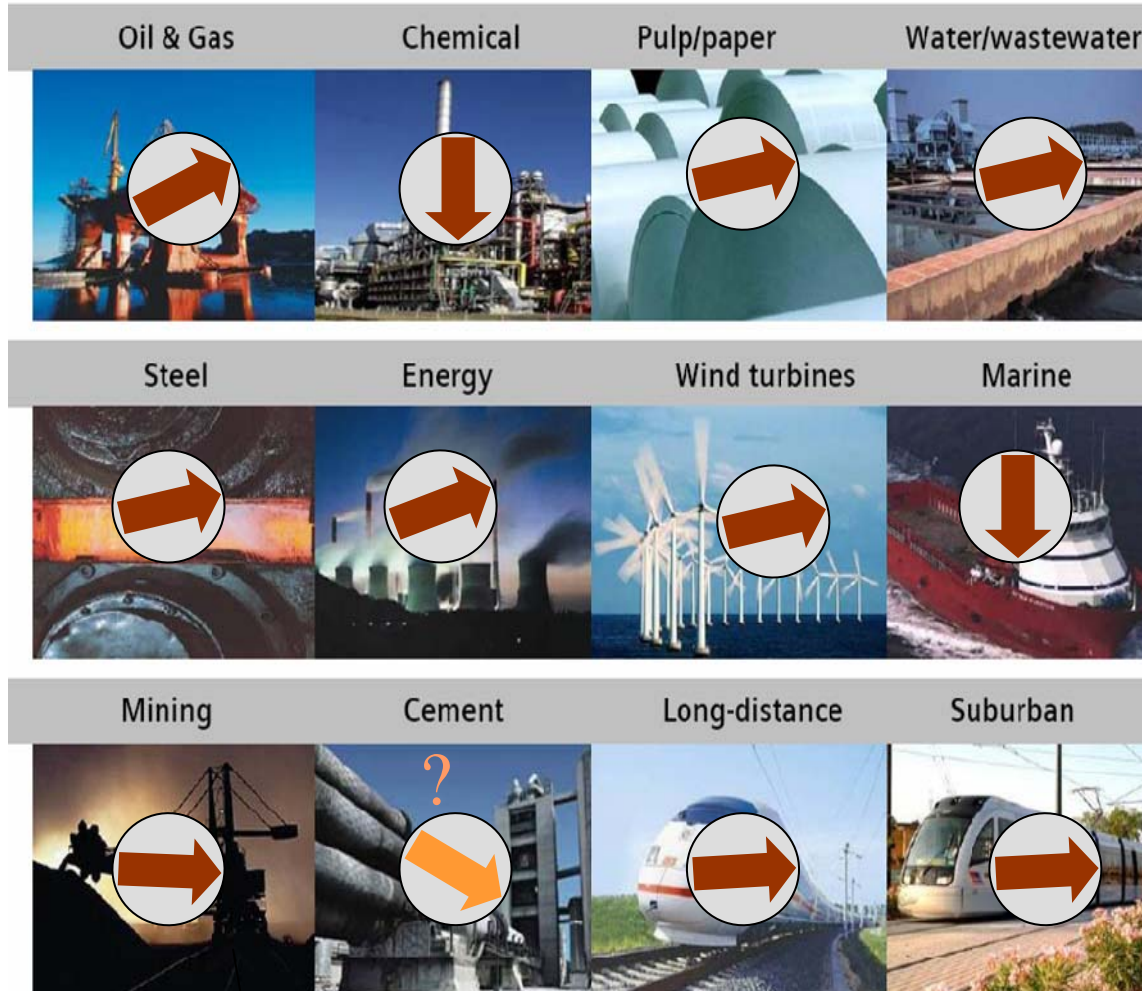 Oil & Gas Chemical Pulp/paper Water/wastewater
Steel Energy Wind turbines Marine
Mining Cement Long-distance Suburban
?